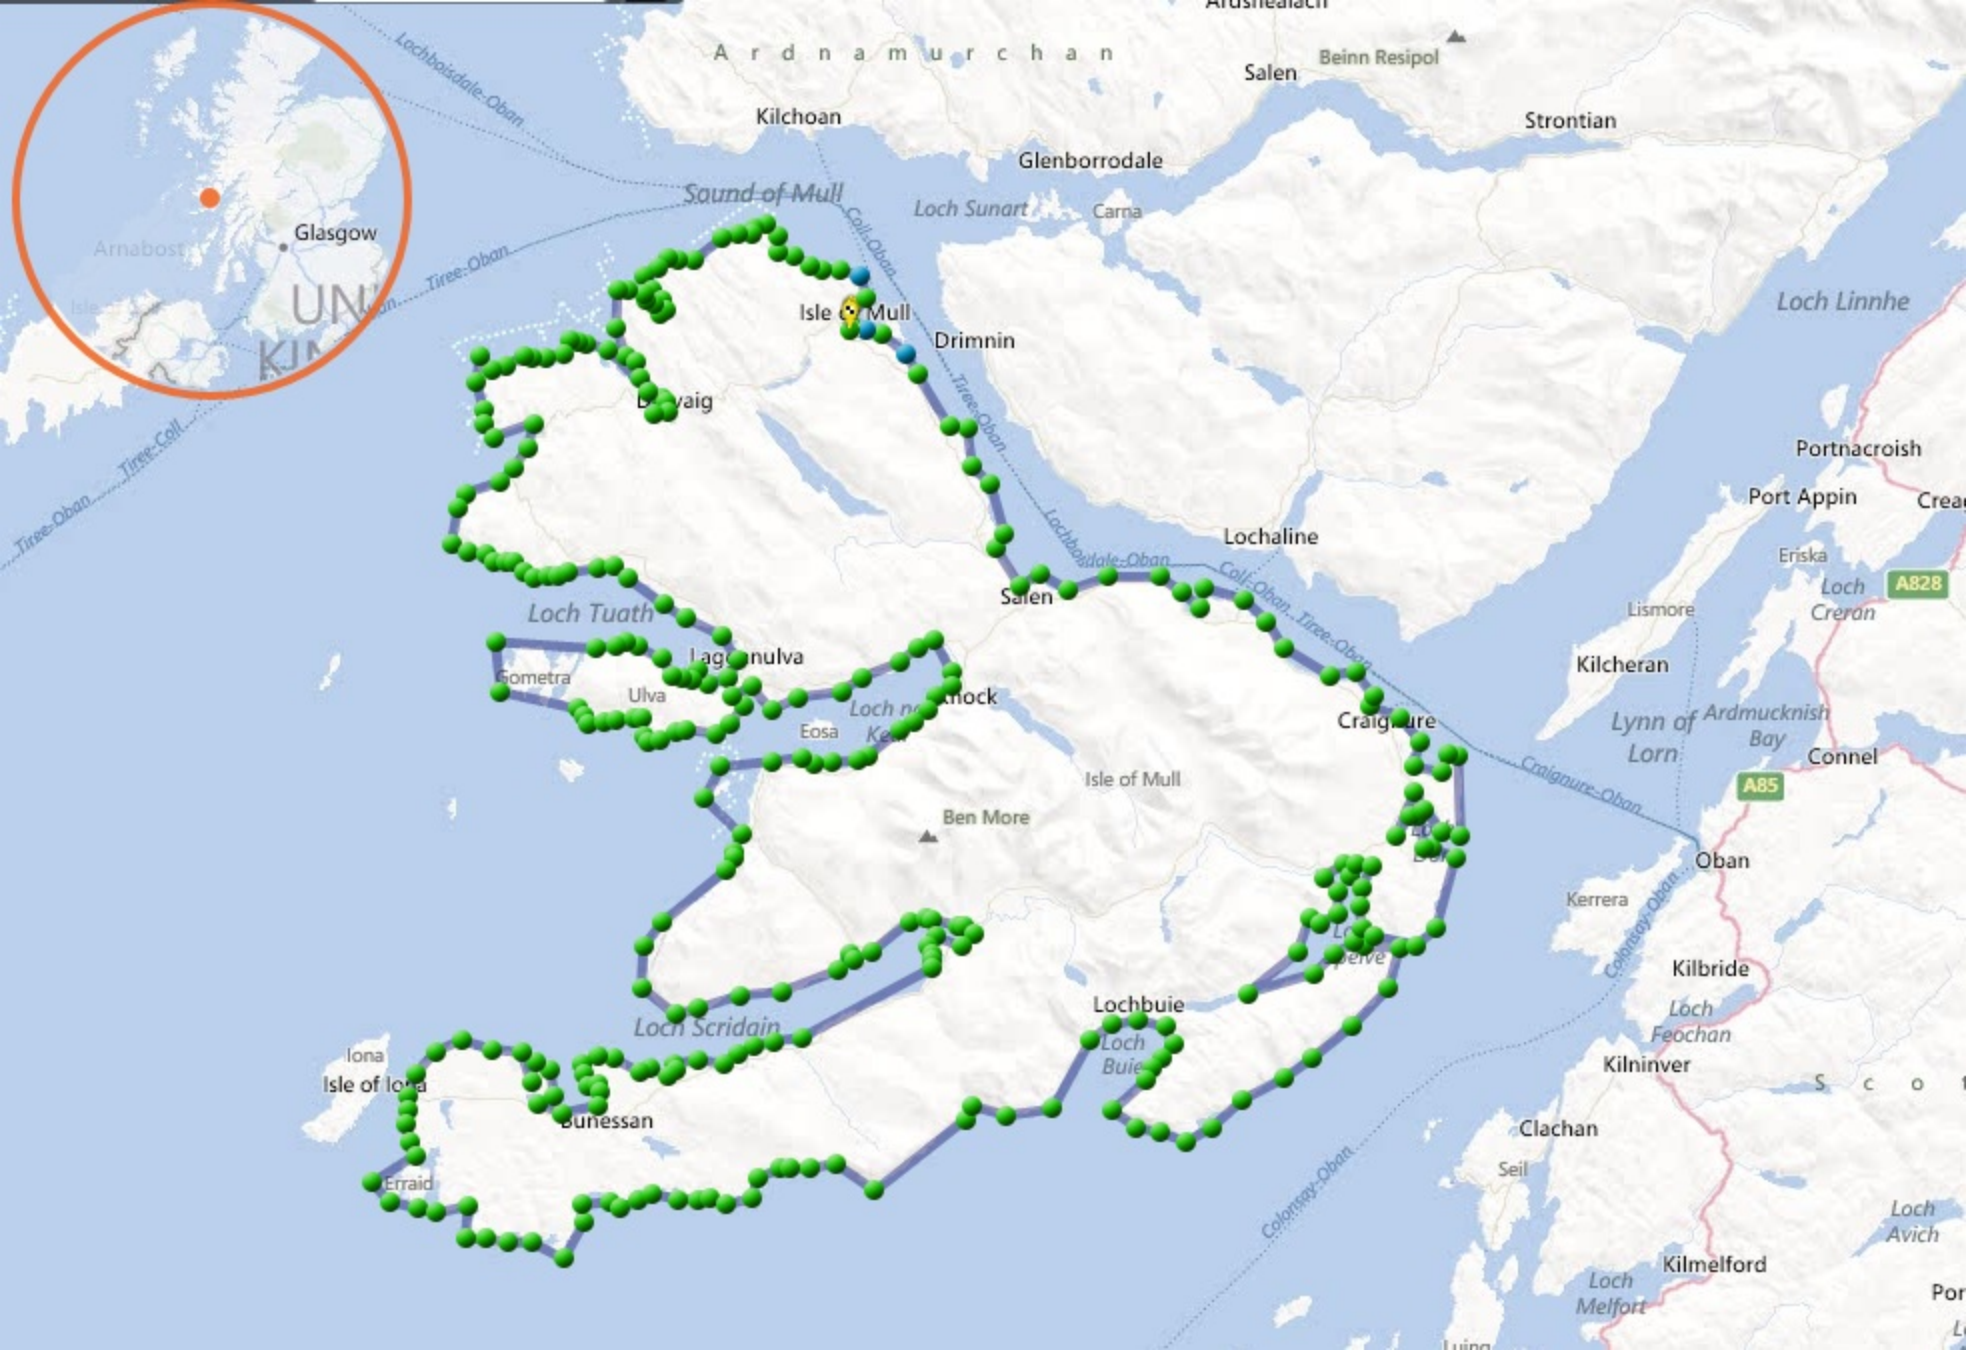 Ardnamurchan
Beinn Resipol
Salen
Lochboisdale-Oban
Kilchoan
Strontian
Glenborrodale
Sound of Mull
Loch Sunart
Carna
Glasgow
Arnabost
Tiree-Oban
Coll-Oban
Loch Linnhe
Isle of Mull
Drimnin
Tiree-Oban
Tiree-Coll
Tiree-Oban
Portnacroish
Port Appin
Lochboisdale-Oban
Lochaline
Coll-Oban
Tiree-Oban
Eriska
Loch
Creran
A828
Salen
Loch Tuath
Lismore
Kilcheran
Gometra
Ulva
Eosa
Craignure
Lynn of
Lorn
Ardmucknish
Bay
Connel
Isle of Mull
Craignure-Oban
A85
Ben More
Oban
Kerrera
Colonsay-Oban
Kilbride
Lochbuie
Loch
Buie
Loch Scridain
Loch
Feochan
Iona
Isle of Iona
Kilninver
Bunessan
Clachan
Seil
Erraid
Colonsay-Oban
Loch
Avich
Kilmelford
Loch
Melfort